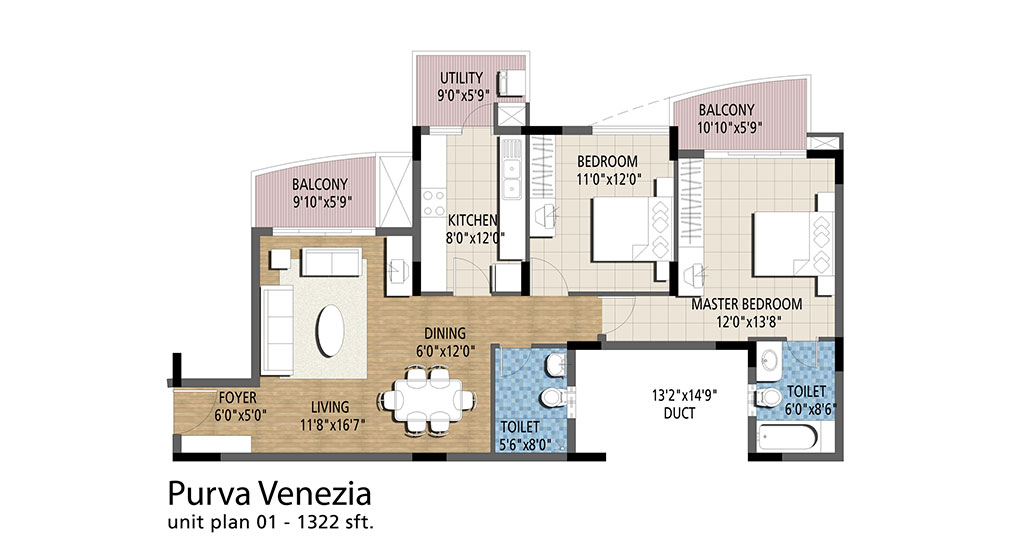 UTILITY
9'0"x5'9"
BALCONY
10'10"x5'9"
BEDROOM
11'0"x12'0"
BALCONY
9'10"x5'9"
KITCHEN
8'0"x12'0"
MASTER BEDROOM
12'0"x13'8"
DINING
6'0"x12'0"
FOYER
6'0"x5'0"
LIVING
11'8"x16'7"
TOILET
5'6"x8'0"
13'2"x14'9"
DUCT
TOILET
6'0"x8'6"
Purva Venezia
unit plan 01 - 1322 sft.